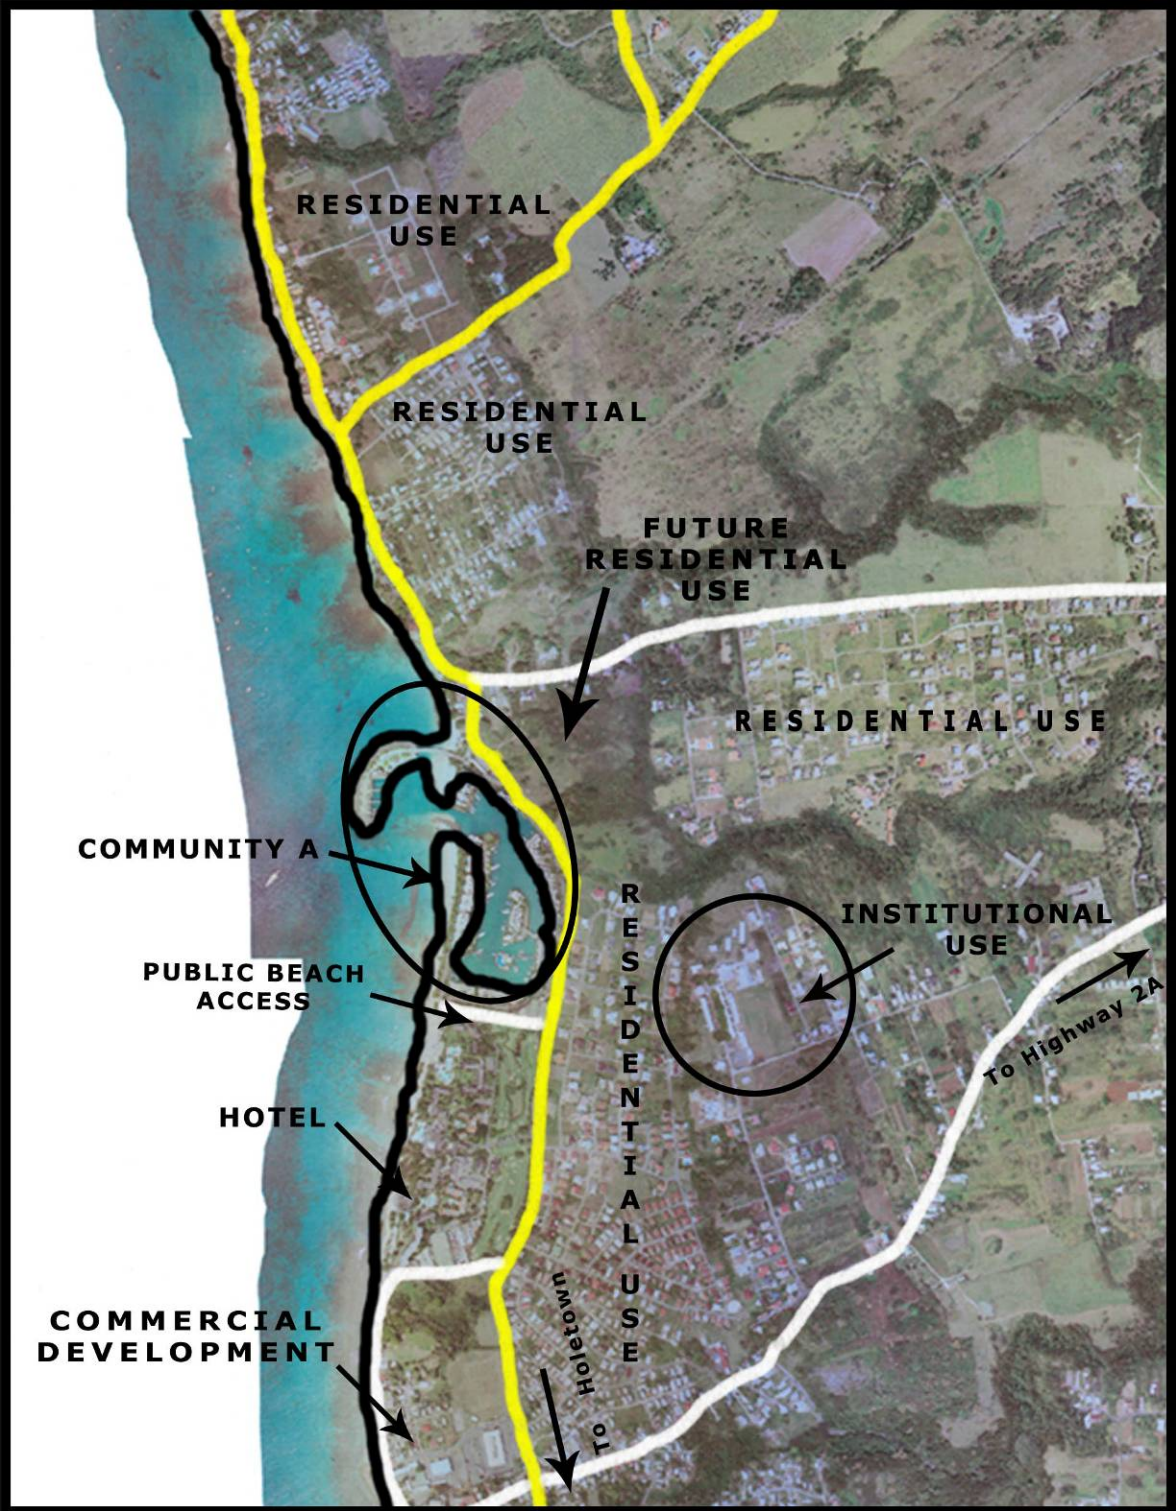 RESIDENTIAL
USE
RESIDENTIAL
USE
FUTURE
RESIDENTIAL
USE
RESIDENTIAL USE
COMMUNITY A
RESIDENTIAL USE
INSTITUTIONAL
USE
PUBLIC BEACH
ACCESS
To Highway 2A
HOTEL
COMMERCIAL
DEVELOPMENT
To Holetown